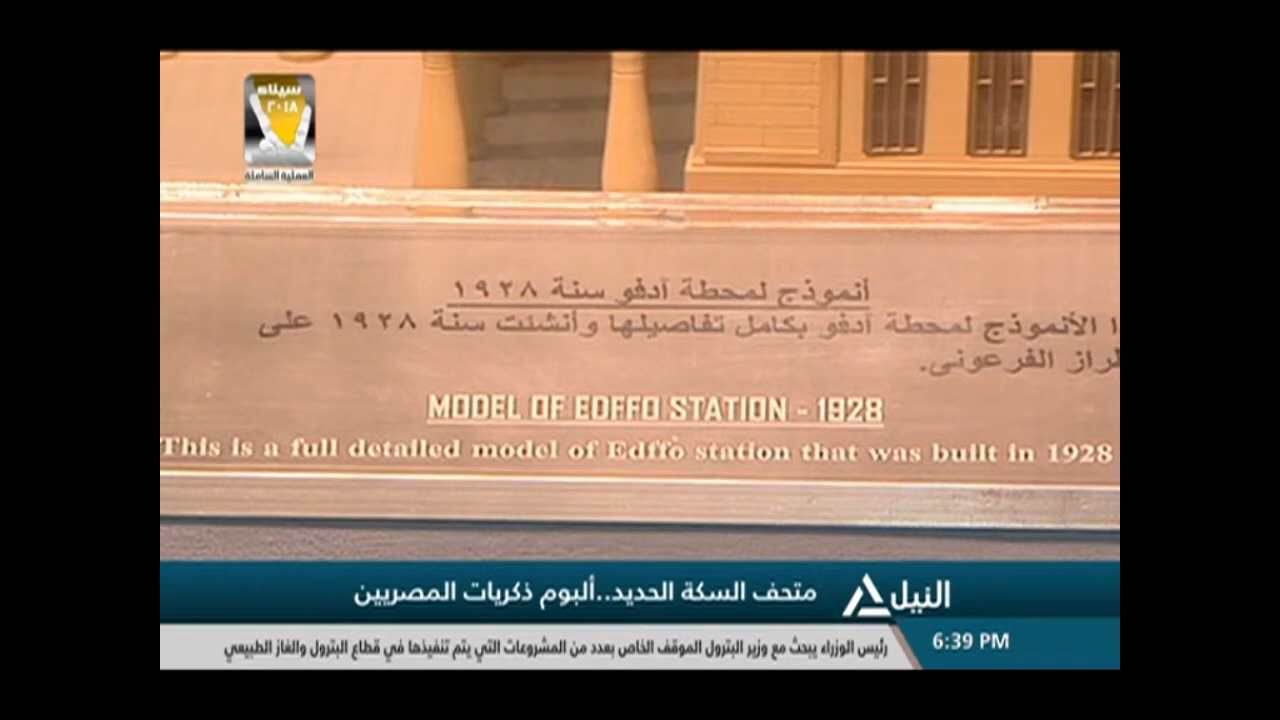 سيناء
٢٠١٨
العملية الشاملة
أنموذج لمحطة آدفو سنة ١٩٢٨
ا الأنموذج لمحطة آدفو بكامل تفاصيلها وأنشئت سنة ١٩٢٨ على
لراز الفرعونى.
MODEL OF EDFFO STATION - 1928
This is a full detailed model of Edffo station that was built in 1928
النيل
متحف السكة الحديد..ألبوم ذكريات المصريين
6:39 PM
رئيس الوزراء يبحث مع وزير البترول الموقف الخاص بعدد من المشروعات التي يتم تنفيذها في قطاع البترول والغاز الطبيعي